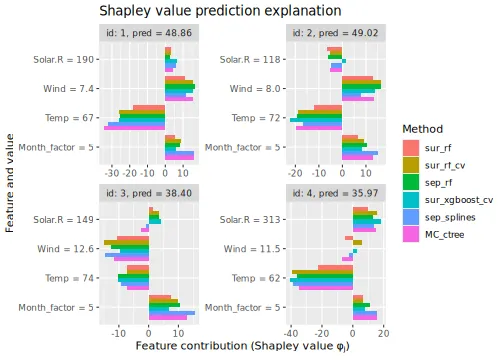 Shapley value prediction explanation
id: 1, pred = 48.86
id: 2, pred = 49.02
Solar.R = 190
Wind = 7.4
Temp = 67
Month_factor = 5
-30 -20 -10 0 10
Solar.R = 118
Wind = 8.0
Temp = 72
Month_factor = 5
-20 -10 0 10
id: 3, pred = 38.40
id: 4, pred = 35.97
Solar.R = 149
Wind = 12.6
Temp = 74
Month_factor = 5
-10 0 10
Solar.R = 313
Wind = 11.5
Temp = 62
Month_factor = 5
-40 -20 0 20
Feature and value
Feature contribution (Shapley value φⱼ)
Method
sur_rf
sur_rf_cv
sep_rf
sur_xgboost_cv
sep_splines
MC_ctree